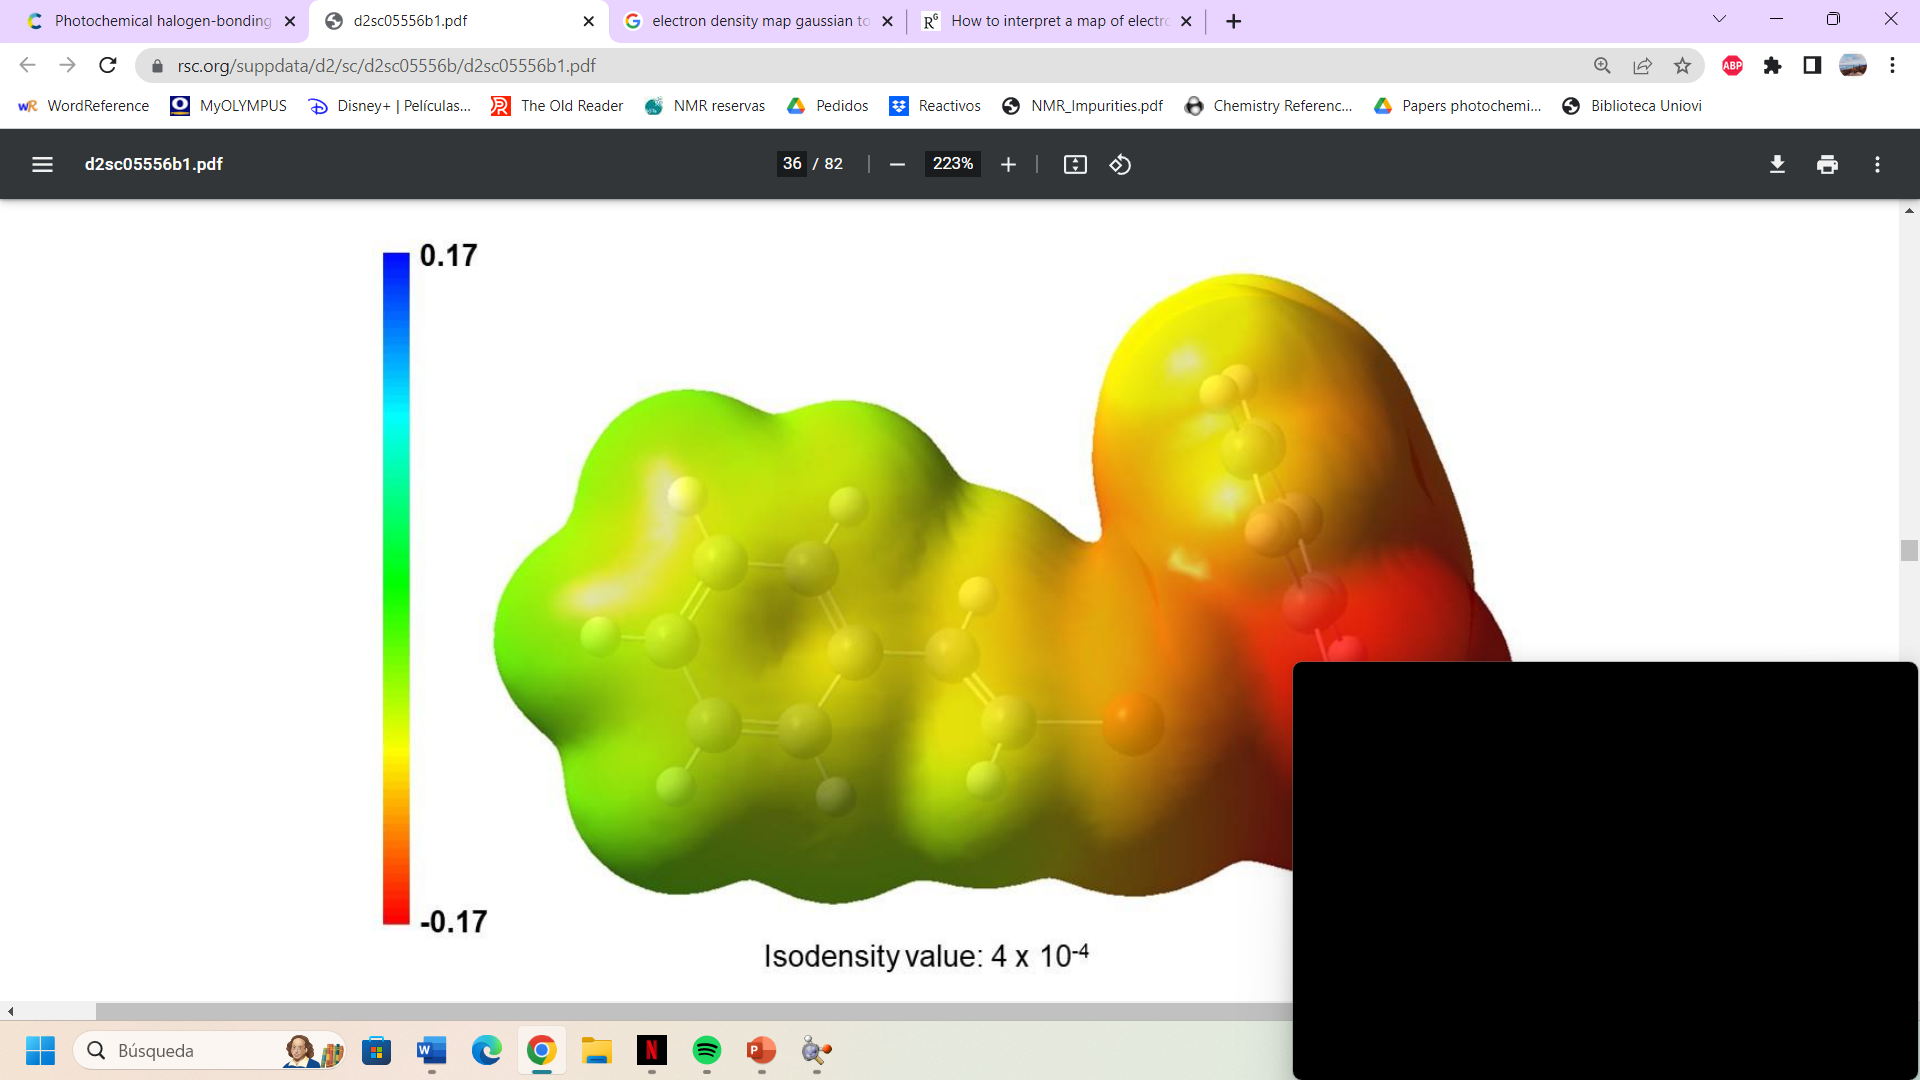 Photochemical halogen-bonding
d2sc05556b1.pdf
electron density map gaussian to
How to interpret a map of electro
rsc.org/suppdata/d2/sc/d2sc05556b/d2sc05556b1.pdf
ABP
WordReference
MyOLYMPUS
Disney+ | Películas...
The Old Reader
NMR reservas
Pedidos
Reactivos
NMR_Impurities.pdf
Chemistry Referenc...
Papers photochemi...
Biblioteca Uniovi
d2sc05556b1.pdf
36 / 82
223%
0.17
-0.17
Isodensity value: 4 x 10-4
Búsqueda